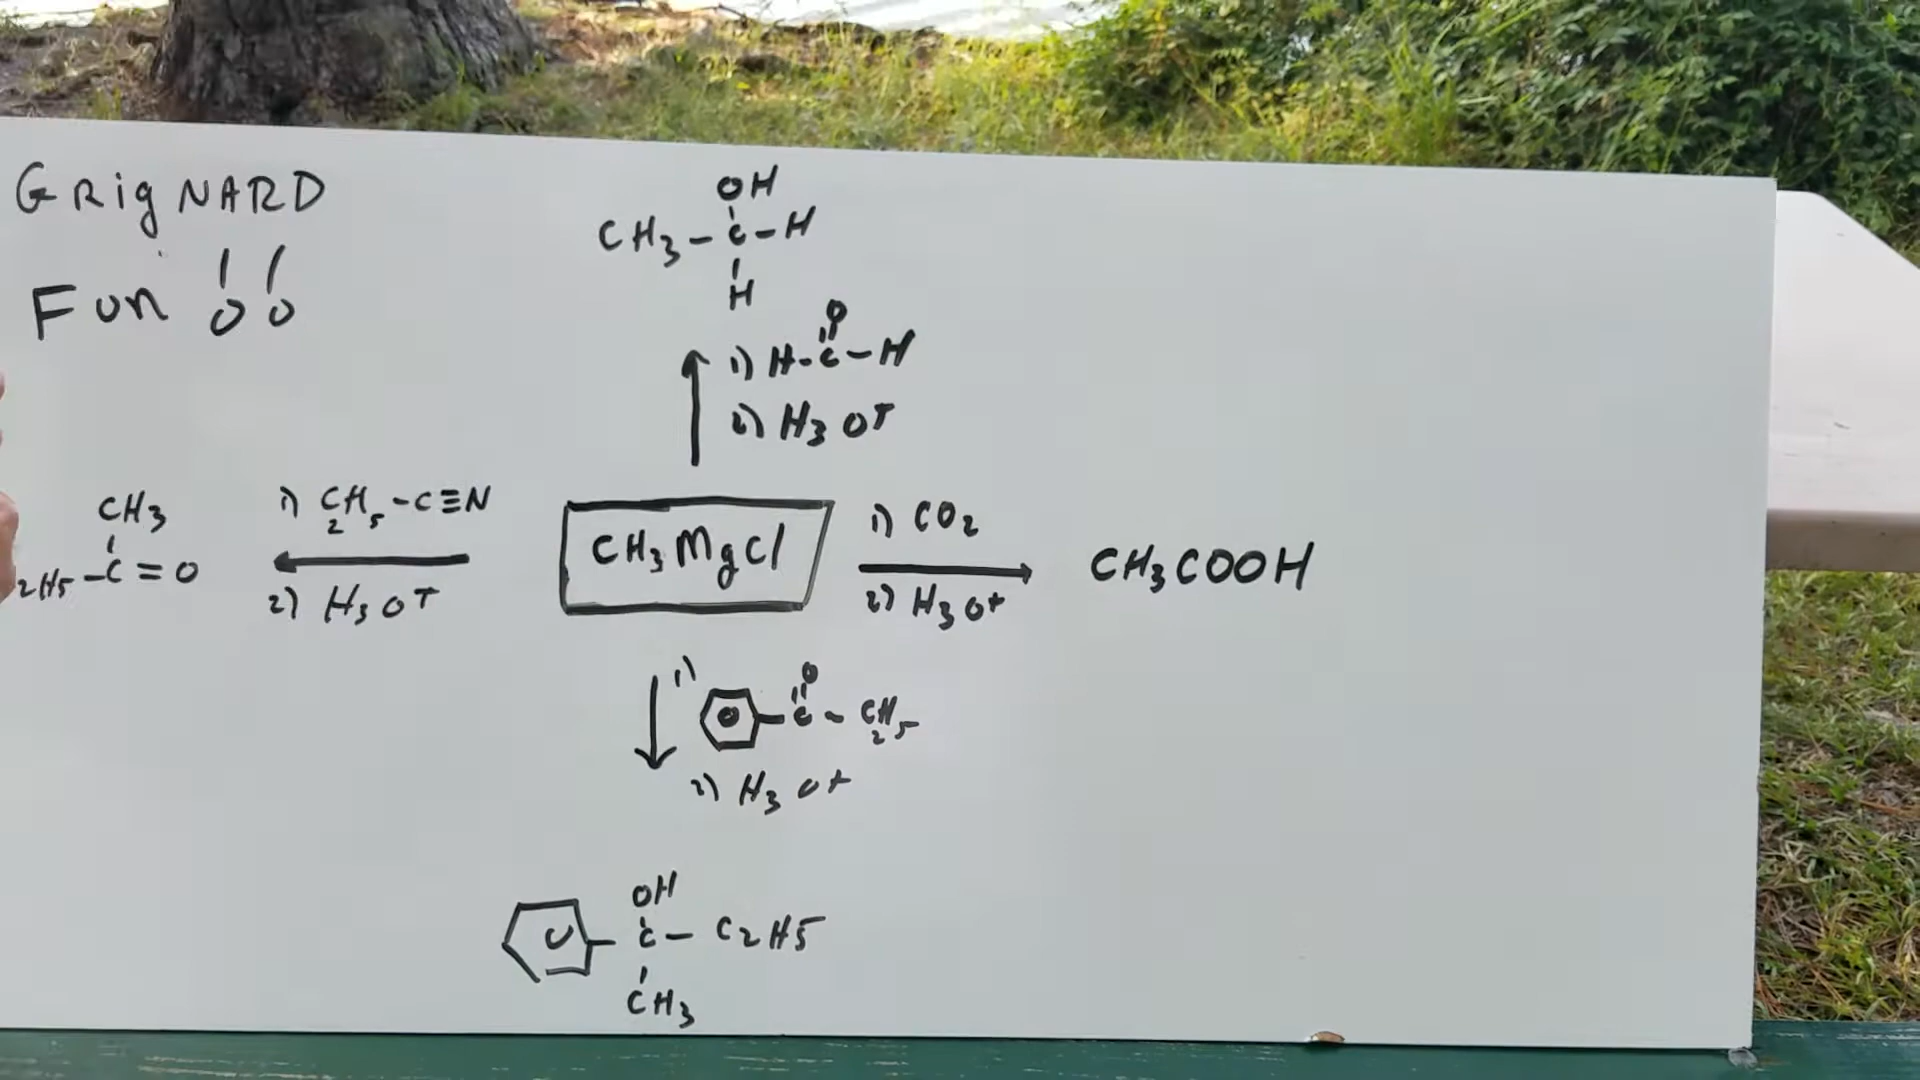 GRigNARD
Fun !!
OH
CH3-C-H
H
1) H-C-H
O
2) H3O+
CH3
2H5-C=O
1) C2H5-C≡N
2) H3O+
CH3MgCl
1) CO2
2) H3O+
CH3COOH
1)
O
C-C2H5
2) H3O+
OH
C-C2H5
CH3